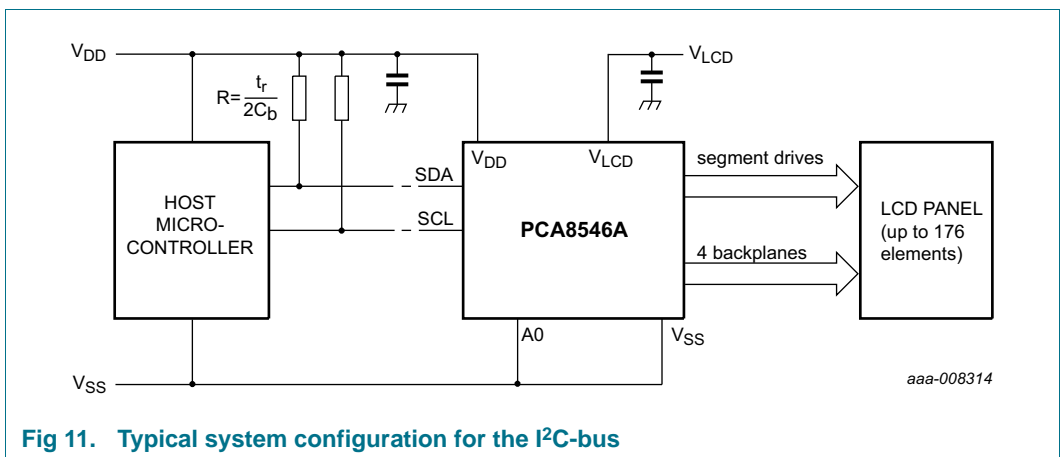 VDD
VLCD
R= tr
2Cb
VDD
VLCD
segment drives
SDA
HOST
MICRO-
CONTROLLER
SCL
PCA8546A
LCD PANEL
(up to 176
elements)
4 backplanes
A0
VSS
VSS
aaa-008314
Fig 11. Typical system configuration for the I2C-bus